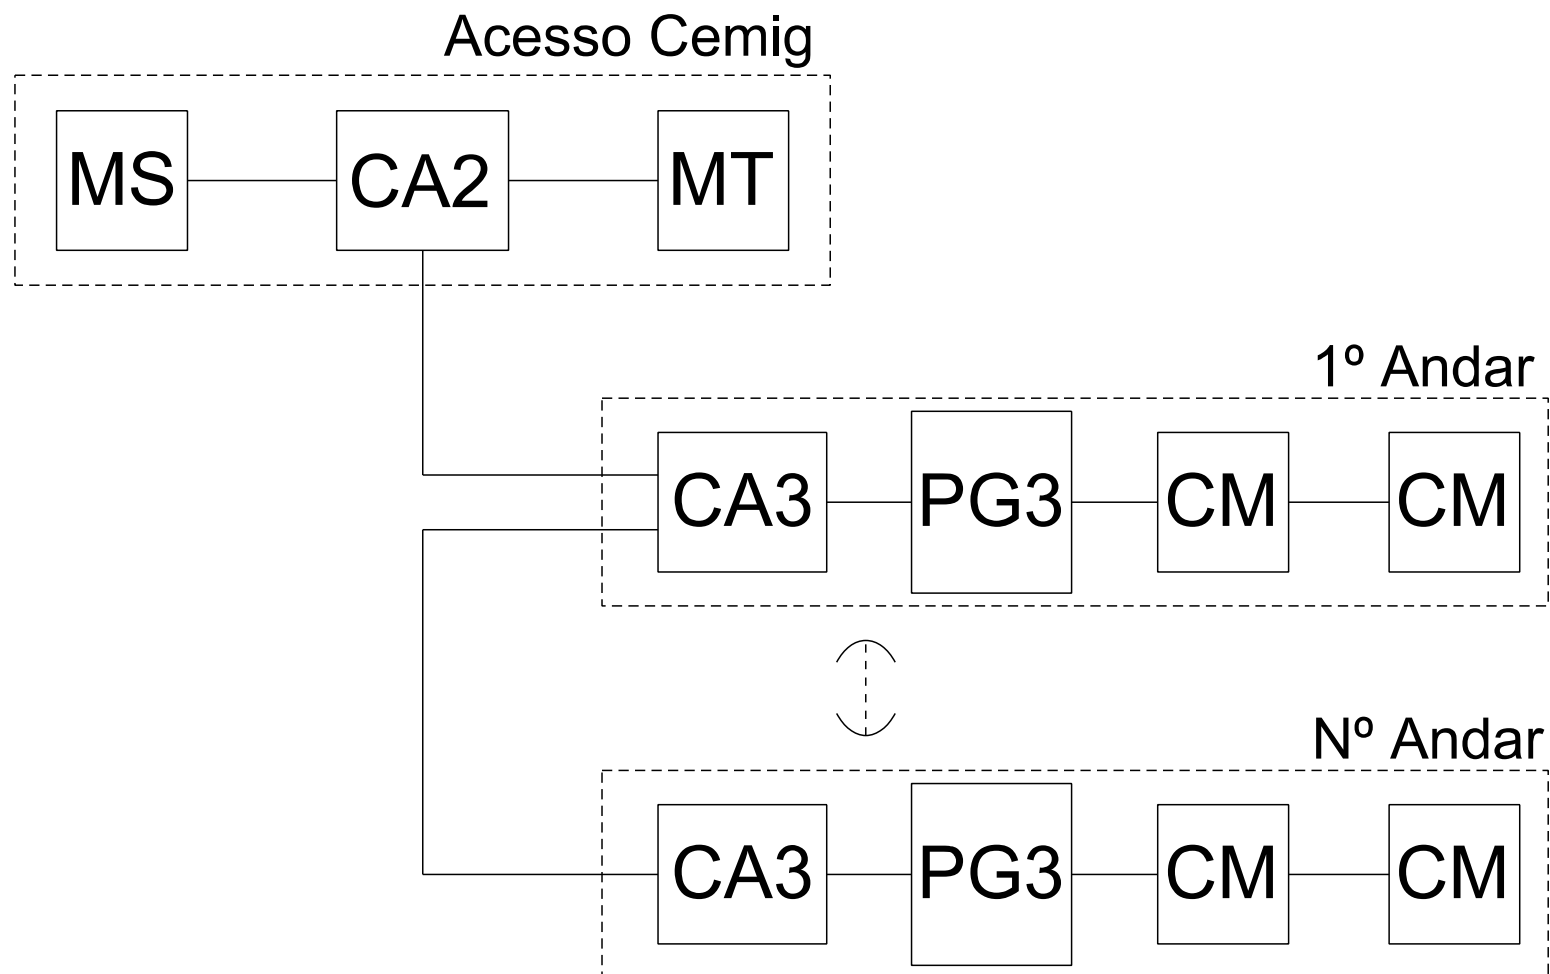 Acesso Cemig
MS CA2 MT
1º Andar
CA3 PG3 CM CM
Nº Andar
CA3 PG3 CM CM